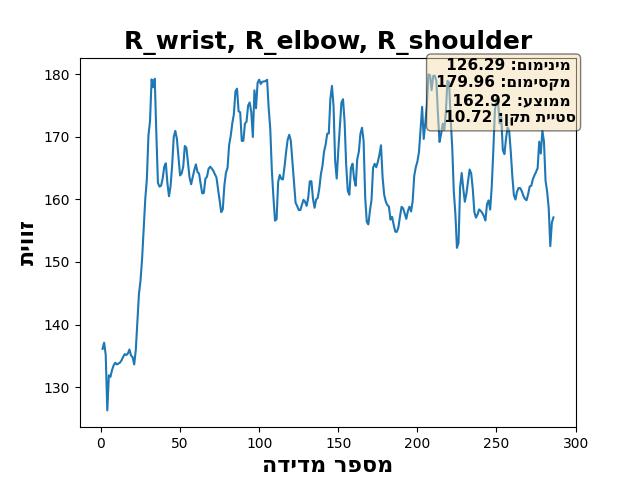 R_wrist, R_elbow, R_shoulder
מינימום: 126.29
מקסימום: 179.96
ממוצע: 162.92
סטיית תקן: 10.72
180
170
160
150
140
130
זווית
0 50 100 150 200 250 300
מספר מדידה